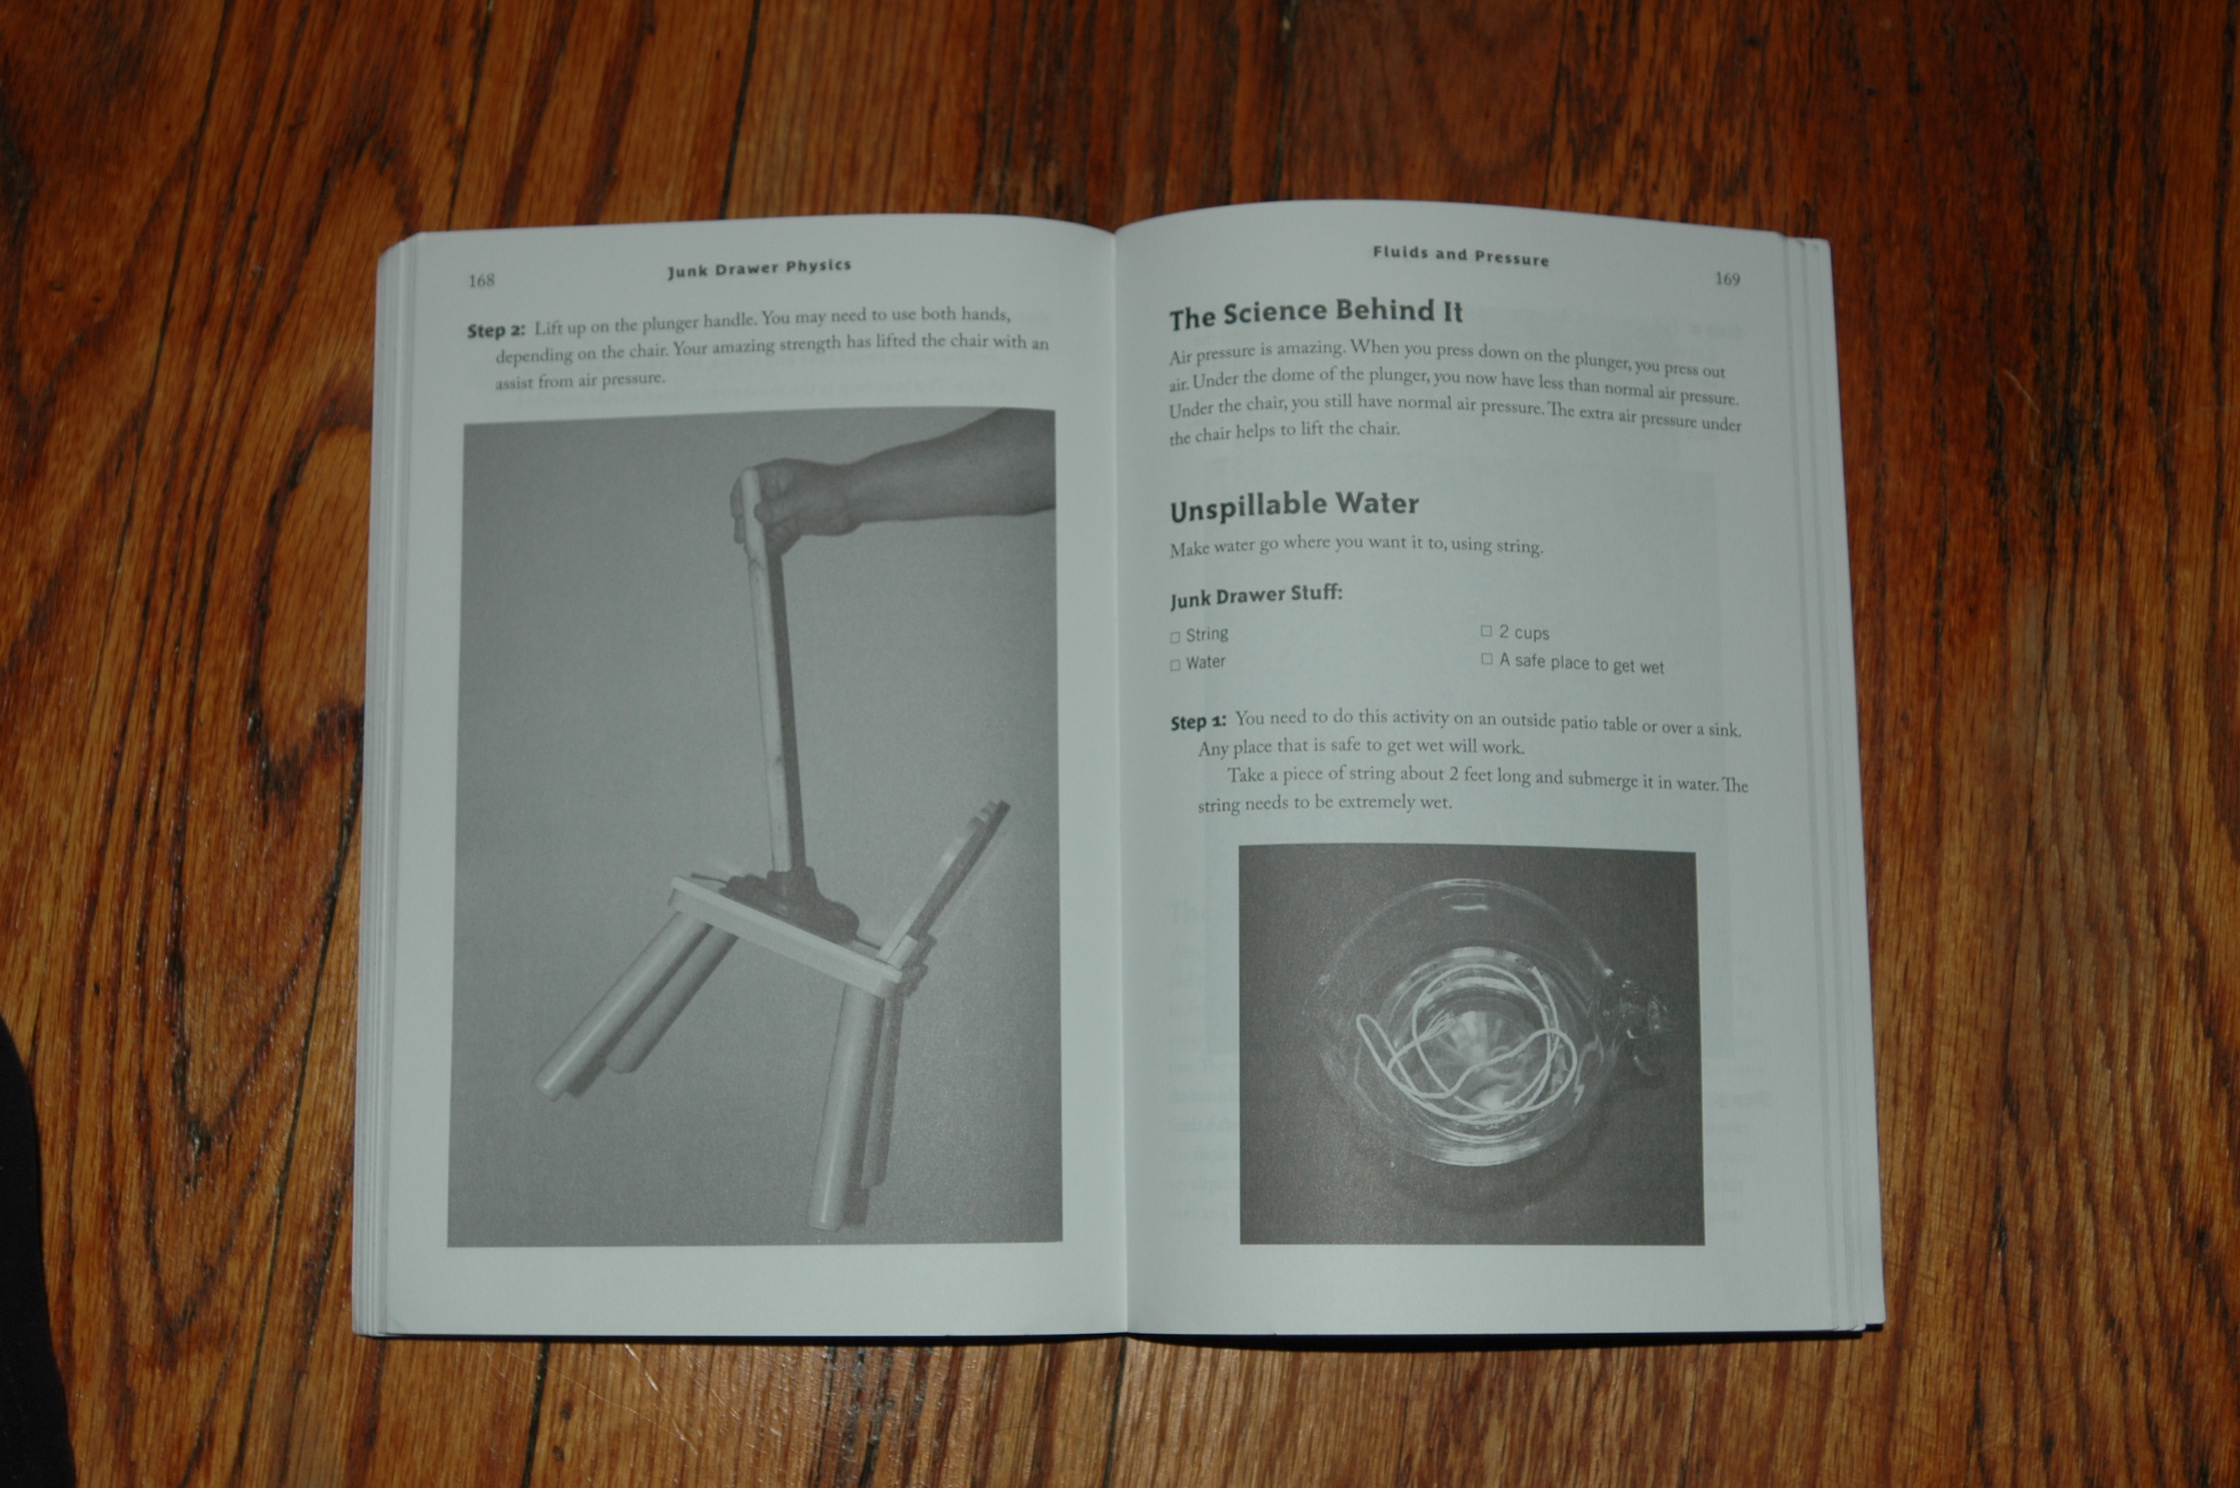 168
Junk Drawer Physics
Step 2: Lift up on the plunger handle. You may need to use both hands,
depending on the chair. Your amazing strength has lifted the chair with an
assist from air pressure.
Fluids and Pressure
169
The Science Behind It
Air pressure is amazing. When you press down on the plunger, you press out
air. Under the dome of the plunger, you now have less than normal air pressure.
Under the chair, you still have normal air pressure. The extra air pressure under
the chair helps to lift the chair.
Unspillable Water
Make water go where you want it to, using string.
Junk Drawer Stuff:
□ String
□ Water
□ 2 cups
□ A safe place to get wet
Step 1: You need to do this activity on an outside patio table or over a sink.
Any place that is safe to get wet will work.
Take a piece of string about 2 feet long and submerge it in water. The
string needs to be extremely wet.